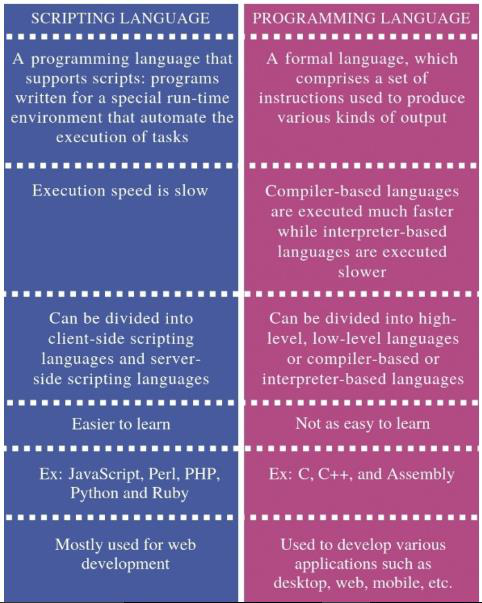 SCRIPTING LANGUAGE
PROGRAMMING LANGUAGE
A programming language that
supports scripts: programs
written for a special run-time
environment that automate the
execution of tasks
A formal language, which
comprises a set of
instructions used to produce
various kinds of output
Execution speed is slow
Compiler-based languages
are executed much faster
while interpreter-based
languages are executed
slower
Can be divided into
client-side scripting
languages and server-
side scripting languages
Can be divided into high-
level, low-level languages
or compiler-based or
interpreter-based languages
Easier to learn
Not as easy to learn
Ex: JavaScript, Perl, PHP,
Python and Ruby
Ex: C, C++, and Assembly
Mostly used for web
development
Used to develop various
applications such as
desktop, web, mobile, etc.